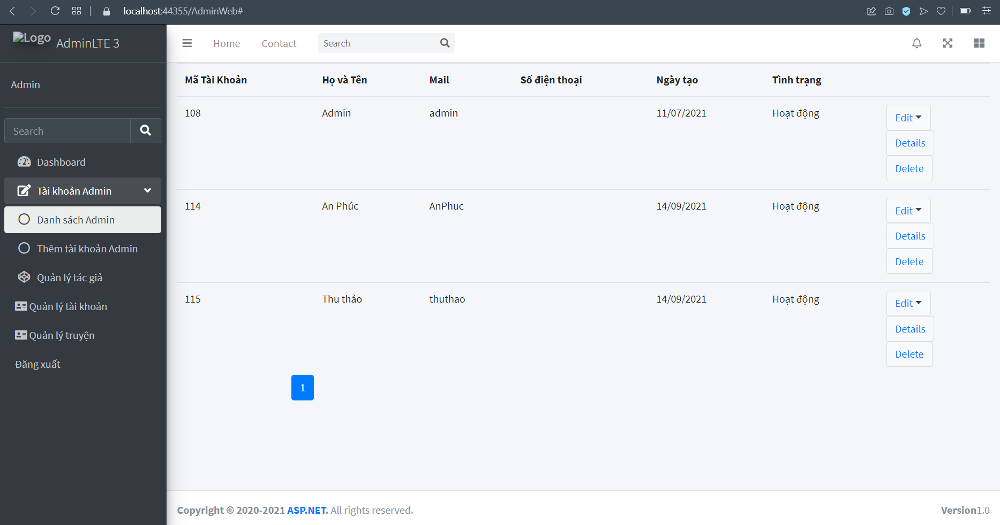 localhost:44355/AdminWeb#
Logo AdminLTE 3
Home Contact Search
Admin
Search
Dashboard
Tài khoản Admin
Danh sách Admin
Thêm tài khoản Admin
Quản lý tác giả
Quản lý tài khoản
Quản lý truyện
Đăng xuất
Mã Tài Khoản Họ và Tên Mail Số điện thoại Ngày tạo Tình trạng
108 Admin admin 11/07/2021 Hoạt động Edit
Details
Delete
114 An Phúc AnPhuc 14/09/2021 Hoạt động Edit
Details
Delete
115 Thu thảo thuthao 14/09/2021 Hoạt động Edit
Details
Delete
1
Copyright © 2020-2021 ASP.NET. All rights reserved. Version1.0